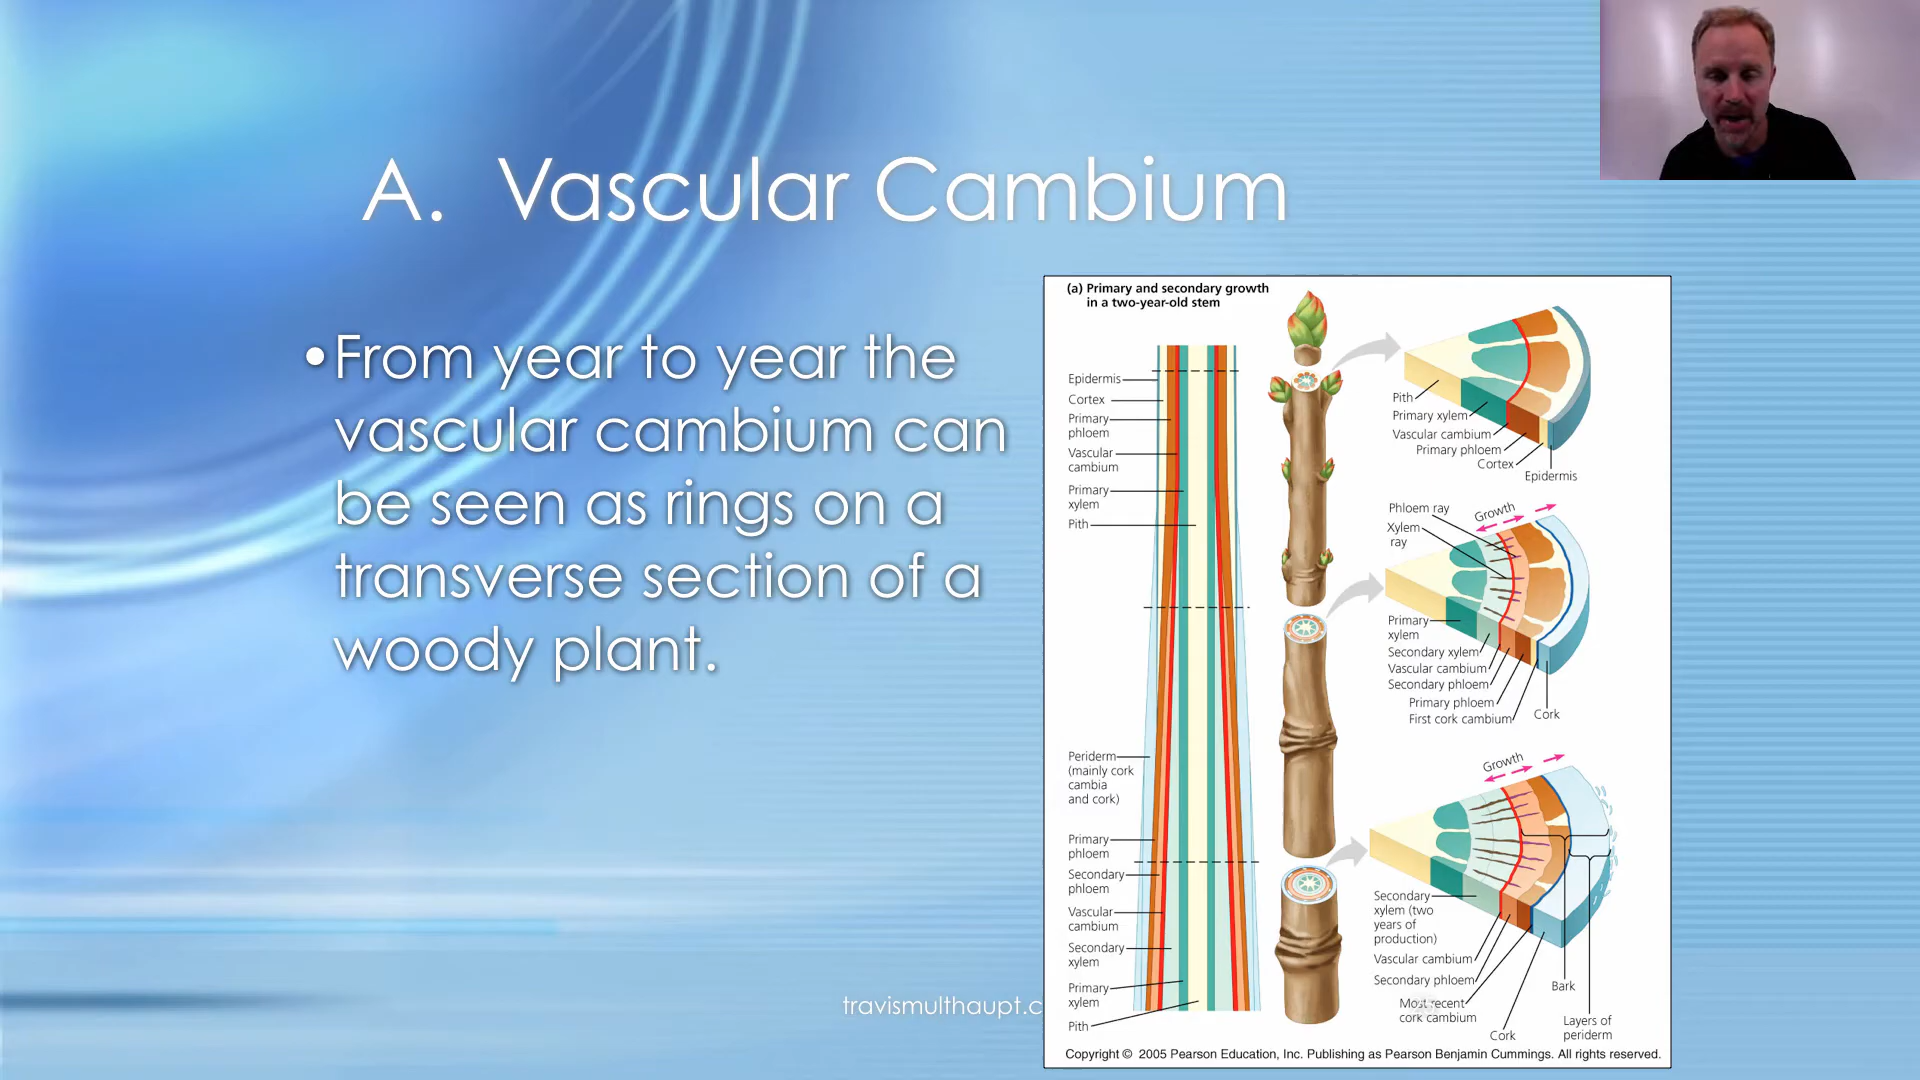 A. Vascular Cambium
•From year to year the
vascular cambium can
be seen as rings on a
transverse section of a
woody plant.
travismulthaupt.c
(a) Primary and secondary growth
in a two-year-old stem
Epidermis
Cortex
Primary
phloem
Vascular
cambium
Primary
xylem
Pith
Periderm
(mainly cork
cambia
and cork)
Primary
phloem
Secondary
phloem
Vascular
cambium
Secondary
xylem
Primary
xylem
Pith
Pith
Primary xylem
Vascular cambium
Primary phloem
Cortex
Epidermis
Phloem ray
Xylem
ray
Growth
Primary
xylem
Secondary xylem
Vascular cambium
Secondary phloem
Primary phloem
First cork cambium
Cork
Growth
Secondary
xylem (two
years of
production)
Vascular cambium
Secondary phloem
Most recent
cork cambium
Cork
Bark
Layers of
periderm
Copyright © 2005 Pearson Education, Inc. Publishing as Pearson Benjamin Cummings. All rights reserved.